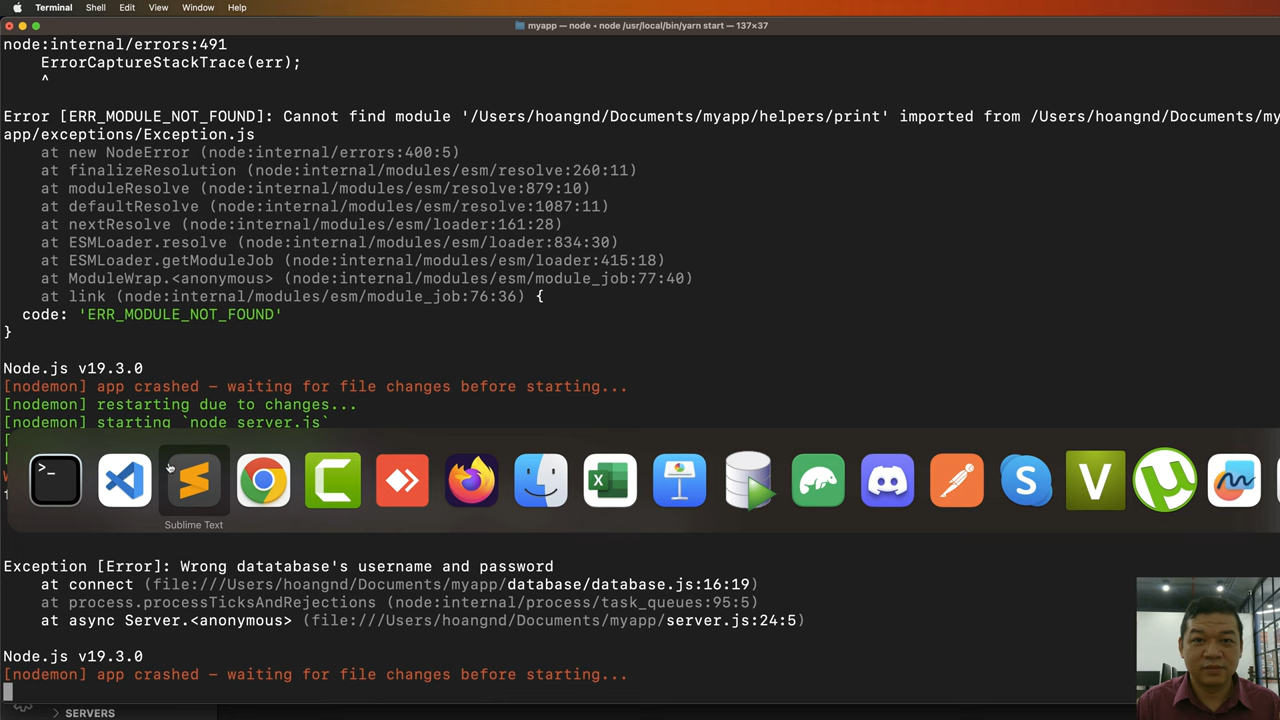 Terminal Shell Edit View Window Help
myapp — node ◂ node /usr/local/bin/yarn start — 137×37
node:internal/errors:491
    ErrorCaptureStackTrace(err);
    ^
Error [ERR_MODULE_NOT_FOUND]: Cannot find module '/Users/hoangnd/Documents/myapp/helpers/print' imported from /Users/hoangnd/Documents/my
app/exceptions/Exception.js
    at new NodeError (node:internal/errors:400:5)
    at finalizeResolution (node:internal/modules/esm/resolve:260:11)
    at moduleResolve (node:internal/modules/esm/resolve:879:10)
    at defaultResolve (node:internal/modules/esm/resolve:1087:11)
    at nextResolve (node:internal/modules/esm/loader:161:28)
    at ESMLoader.resolve (node:internal/modules/esm/loader:834:30)
    at ESMLoader.getModuleJob (node:internal/modules/esm/loader:415:18)
    at ModuleWrap.<anonymous> (node:internal/modules/esm/module_job:77:40)
    at link (node:internal/modules/esm/module_job:76:36) {
  code: 'ERR_MODULE_NOT_FOUND'
}
Node.js v19.3.0
[nodemon] app crashed - waiting for file changes before starting...
[nodemon] restarting due to changes...
[nodemon] starting `node server.js`
Sublime Text
Exception [Error]: Wrong datatabase's username and password
    at connect (file:///Users/hoangnd/Documents/myapp/database/database.js:16:19)
    at process.processTicksAndRejections (node:internal/process/task_queues:95:5)
    at async Server.<anonymous> (file:///Users/hoangnd/Documents/myapp/server.js:24:5)
Node.js v19.3.0
[nodemon] app crashed - waiting for file changes before starting...
> SERVERS